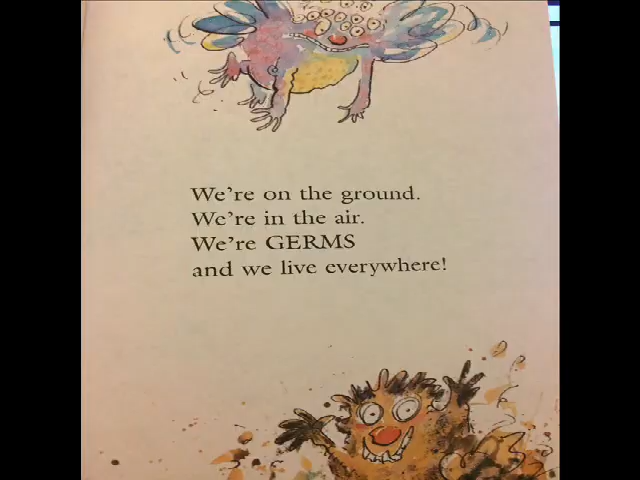 We're on the ground.
We're in the air.
We're GERMS
and we live everywhere!